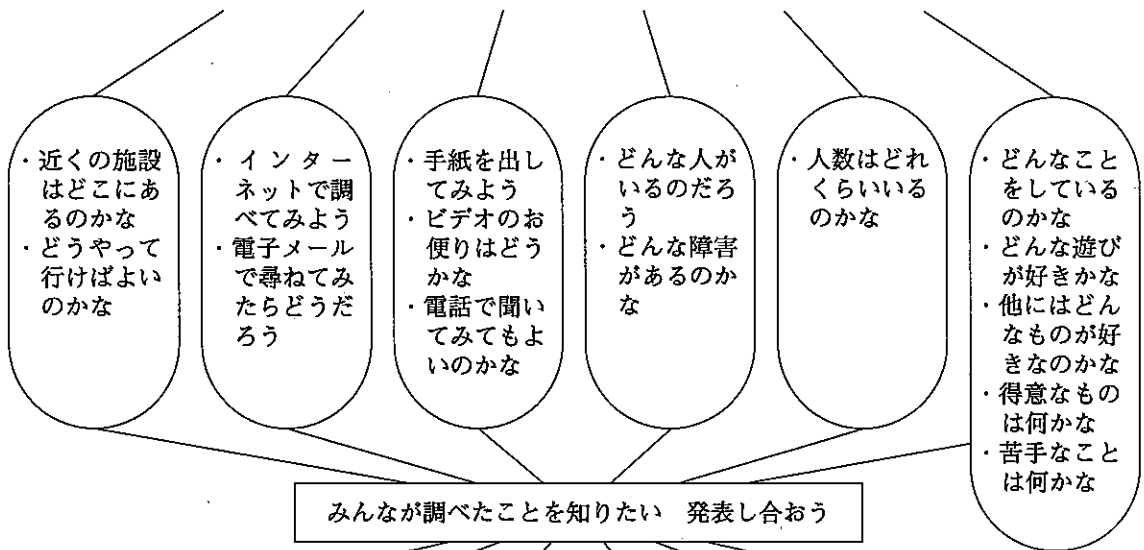 ・近くの施設
はどこにあ
るのかな
・どうやって
行けばよい
のかな
・インター
ネットで調
べてみよう
・電子メール
で尋ねてみ
たらどうだ
ろう
・手紙を出し
てみよう
・ビデオのお
便りはどう
かな
・電話で聞い
てみてもよ
いのかな
・どんな人が
いるのだろ
う
・どんな障害
があるのか
な
・人数はどれ
くらいいる
のかな
・どんなこと
をしている
のかな
・どんな遊び
が好きかな
・他にはどん
なものが好
きなのかな
・得意なもの
は何かな
・苦手なこと
は何かな
みんなが調べたことを知りたい　発表し合おう